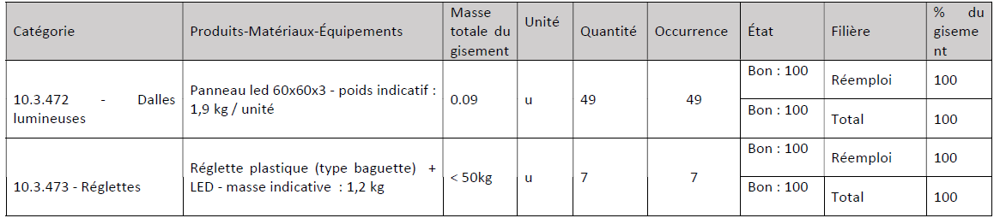 Catégorie
Produits-Matériaux-Équipements
Masse
totale du
gisement
Unité
Quantité
Occurrence
État
Filière
% du
giseme
nt
10.3.472 - Dalles
lumineuses
Panneau led 60x60x3 - poids indicatif :
1,9 kg / unité
0.09
u
49
49
Bon : 100
Réemploi
100
Bon : 100
Total
100
10.3.473 - Réglettes
Réglette plastique (type baguette) +
LED - masse indicative : 1,2 kg
< 50kg
u
7
7
Bon : 100
Réemploi
100
Bon : 100
Total
100